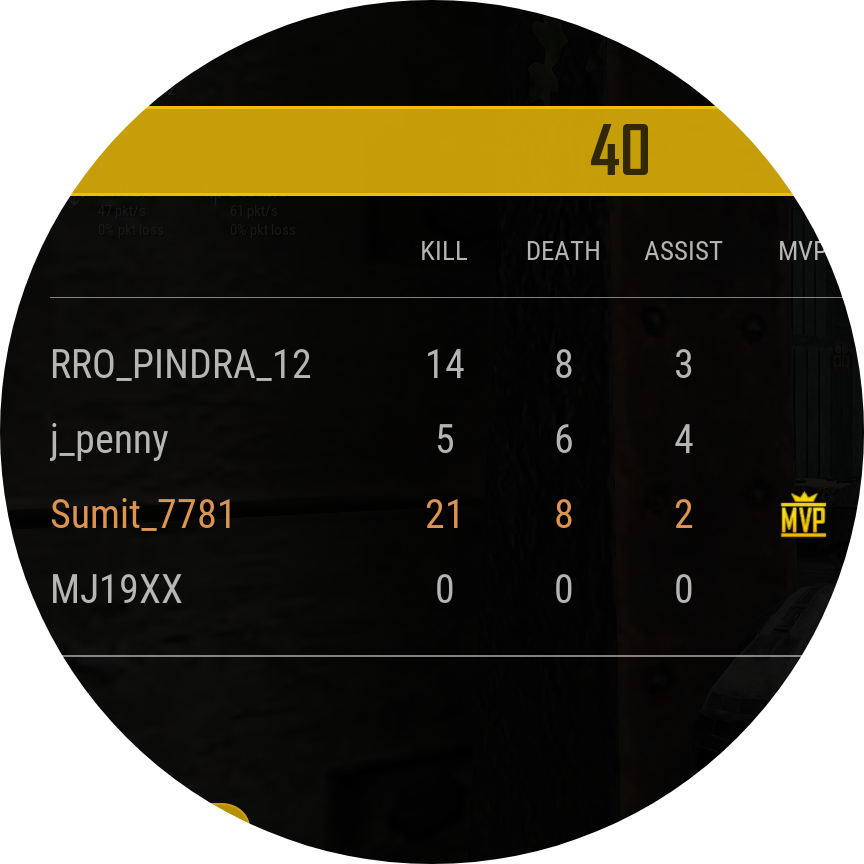 40
47 pkt/s 61 pkt/s
0% pkt loss 0% pkt loss
KILL DEATH ASSIST MVP
RRO_PINDRA_12 14 8 3
j_penny 5 6 4
Sumit_7781 21 8 2 MVP
MJ19XX 0 0 0